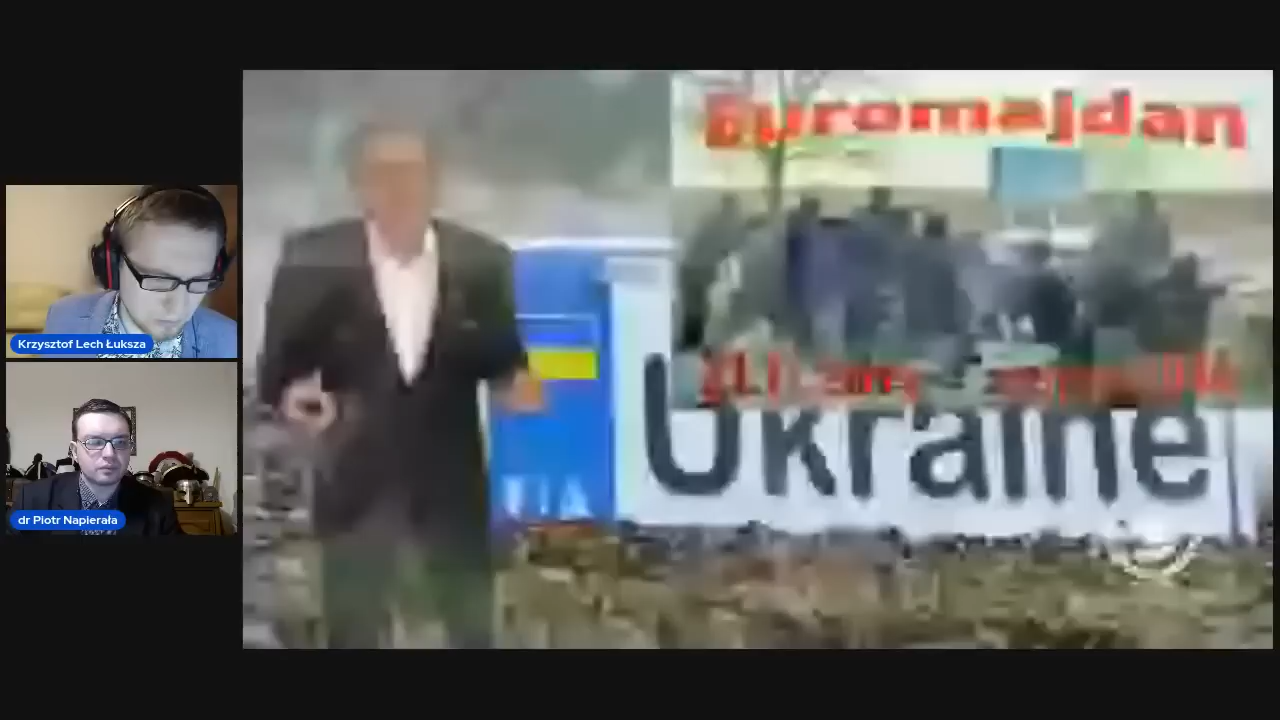 Euromajdan
Ukraine
Krzysztof Lech Łuksza
dr Piotr Napierała